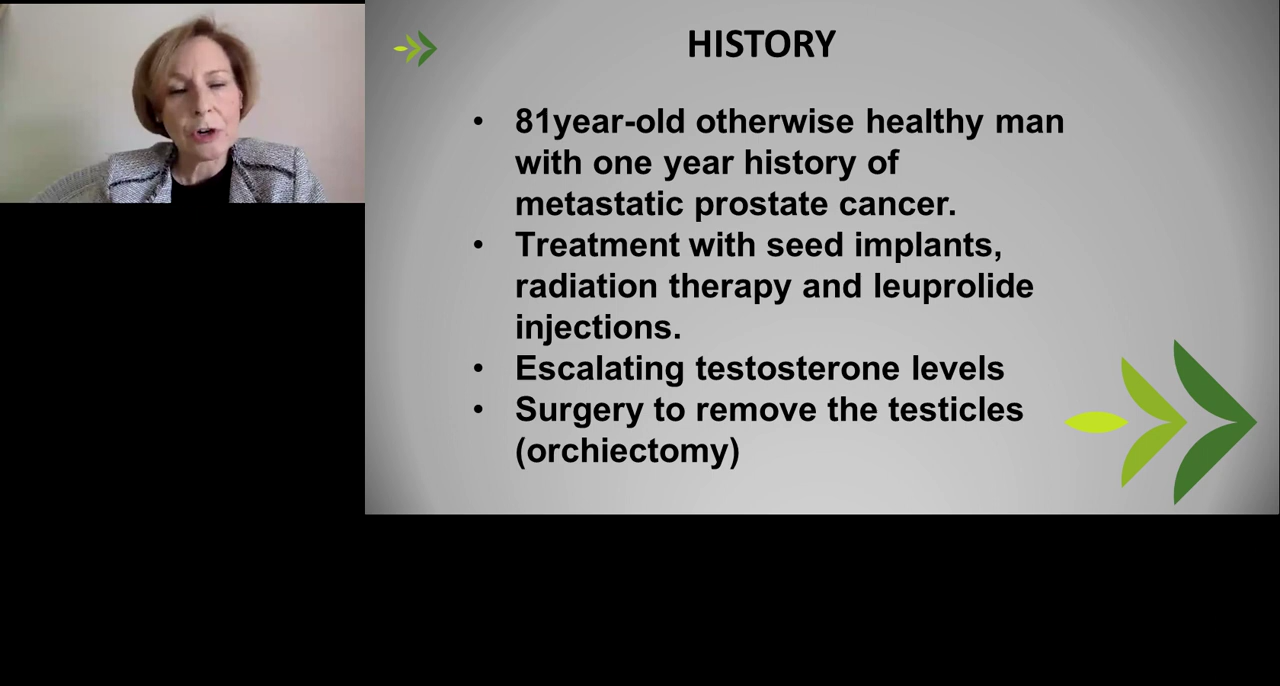 HISTORY
• 81year-old otherwise healthy man
with one year history of
metastatic prostate cancer.
• Treatment with seed implants,
radiation therapy and leuprolide
injections.
• Escalating testosterone levels
• Surgery to remove the testicles
(orchiectomy)